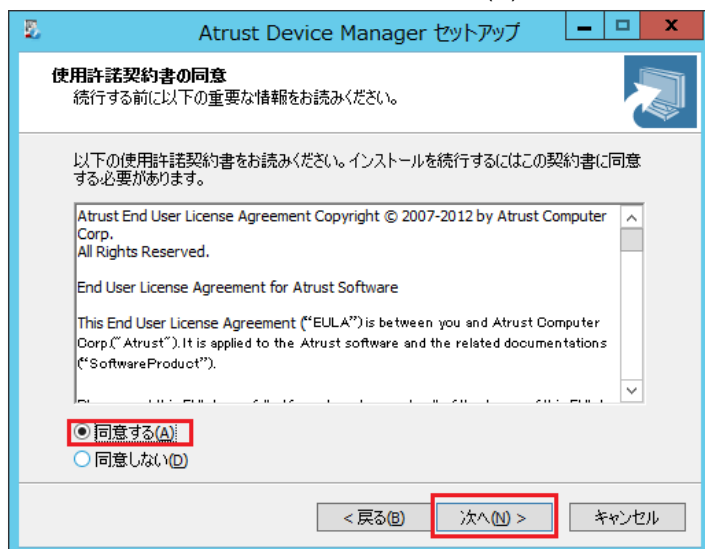 Atrust Device Manager セットアップ
使用許諾契約書の同意
続行する前に以下の重要な情報をお読みください。
以下の使用許諾契約書をお読みください。インストールを続行するにはこの契約書に同意
する必要があります。
Atrust End User License Agreement Copyright © 2007-2012 by Atrust Computer
Corp.
All Rights Reserved.
End User License Agreement for Atrust Software
This End User License Agreement (“EULA”) is between you and Atrust Computer
Corp.(“Atrust”). It is applied to the Atrust software and the related documentations
(“SoftwareProduct”).
同意する(A)
同意しない(D)
< 戻る(B)
次へ(N) >
キャンセル